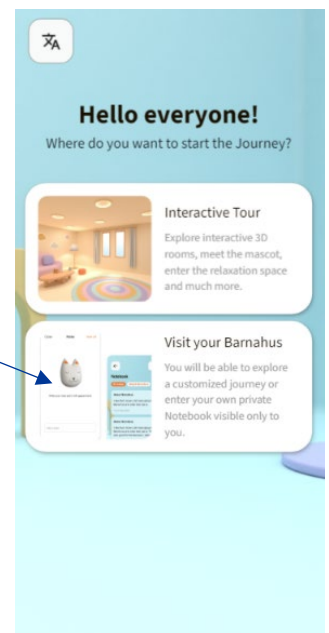 Hello everyone!
Where do you want to start the Journey?
Interactive Tour
Explore interactive 3D
rooms, meet the mascot,
enter the relaxation space
and much more.
Visit your Barnahus
You will be able to explore
a customized journey or
enter your own private
Notebook visible only to
you.
Notebook